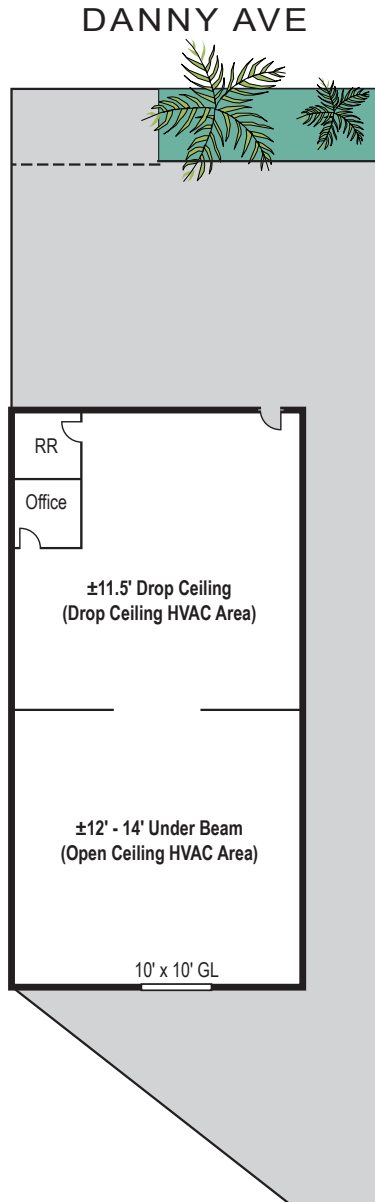 DANNY AVE
RR
Office
±11.5' Drop Ceiling
(Drop Ceiling HVAC Area)
±12' - 14' Under Beam
(Open Ceiling HVAC Area)
10' x 10' GL